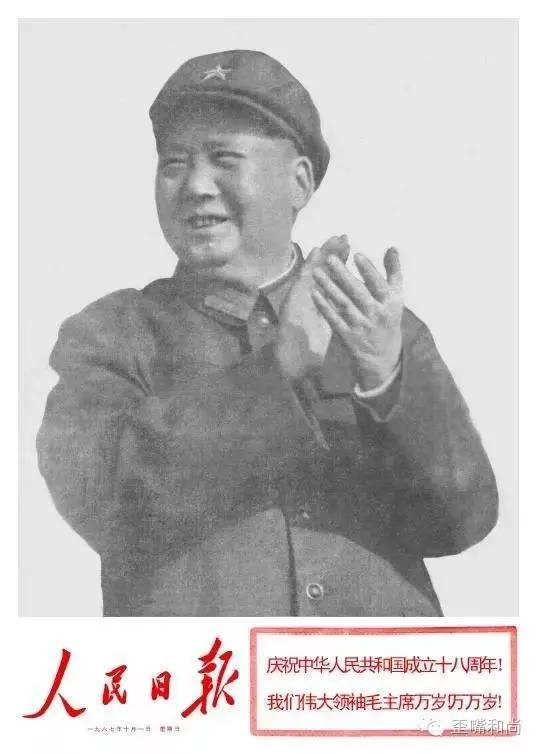 人民日报
一九六七年十月一日 星期日
庆祝中华人民共和国成立十八周年！
我们伟大领袖毛主席万岁！万万岁！
歪嘴和尚